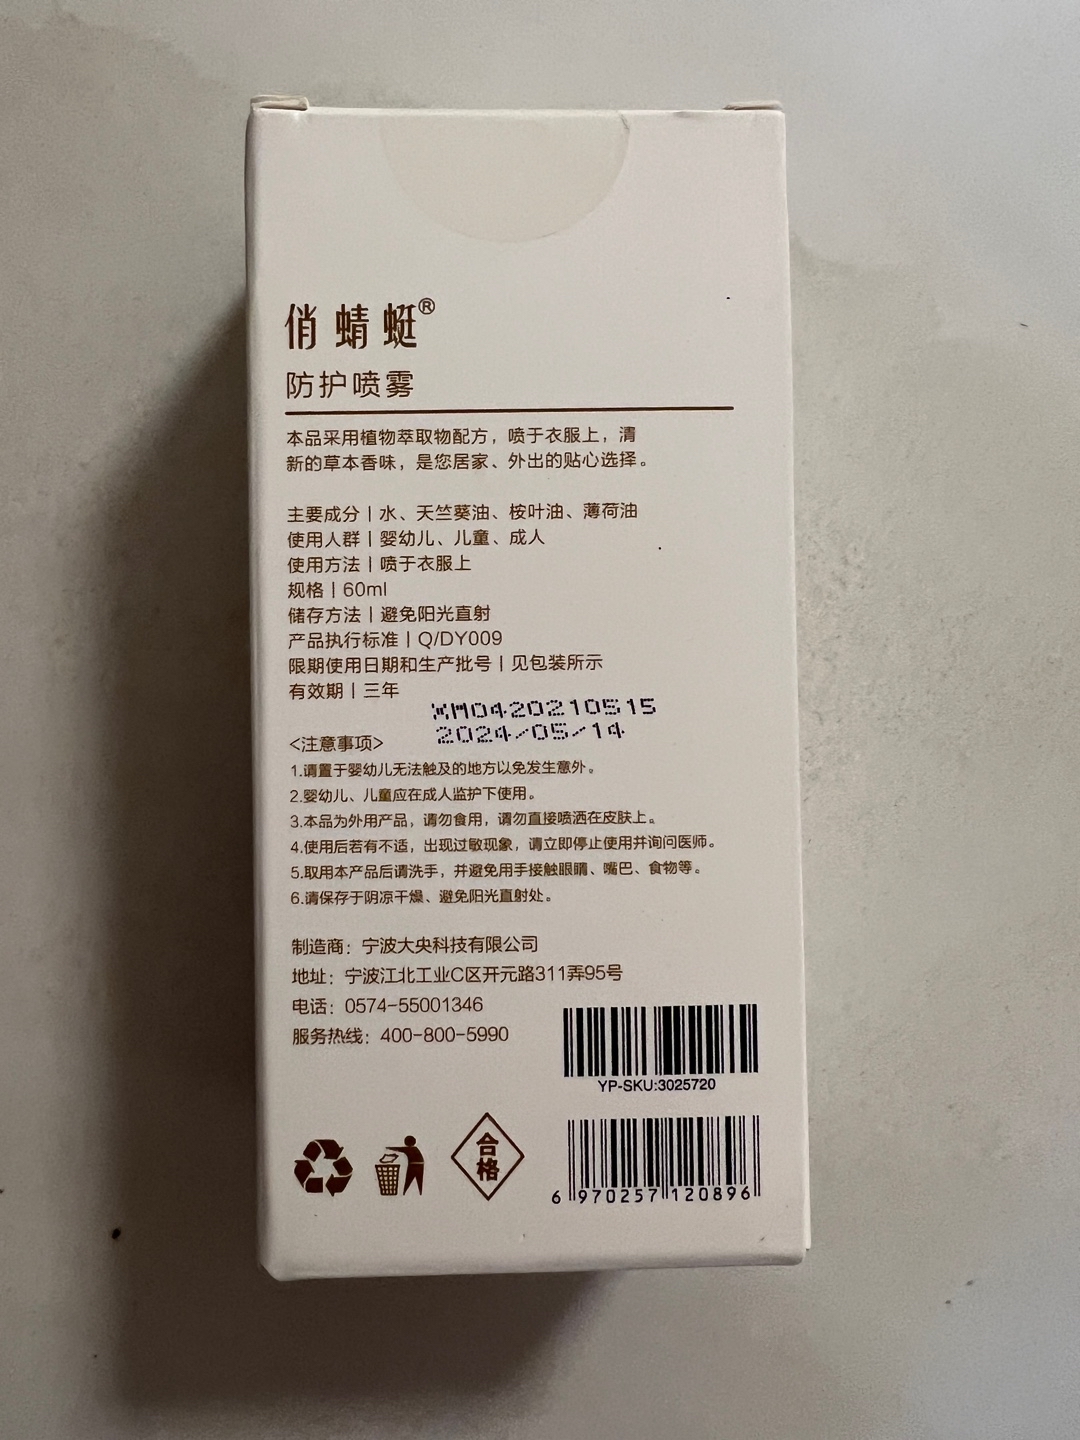 俏蜻蜓®
防护喷雾
本品采用植物萃取物配方，喷于衣服上，清
新的草本香味，是您居家、外出的贴心选择。
主要成分丨水、天竺葵油、桉叶油、薄荷油
使用人群丨婴幼儿、儿童、成人
使用方法丨喷于衣服上
规格丨60ml
储存方法丨避免阳光直射
产品执行标准丨Q/DY009
限期使用日期和生产批号丨见包装所示
有效期丨三年
XM0420210515
2024/05/14
<注意事项>
1.请置于婴幼儿无法触及的地方以免发生意外。
2.婴幼儿、儿童应在成人监护下使用。
3.本品为外用产品，请勿食用，请勿直接喷洒在皮肤上。
4.使用后若有不适，出现过敏现象，请立即停止使用并询问医师。
5.取用本产品后请洗手，并避免用手接触眼睛、嘴巴、食物等。
6.请保存于阴凉干燥、避免阳光直射处。
制造商：宁波大央科技有限公司
地址：宁波江北工业C区开元路311弄95号
电话：0574-55001346
服务热线：400-800-5990
YP-SKU:3025720
合格
6 970257 120896